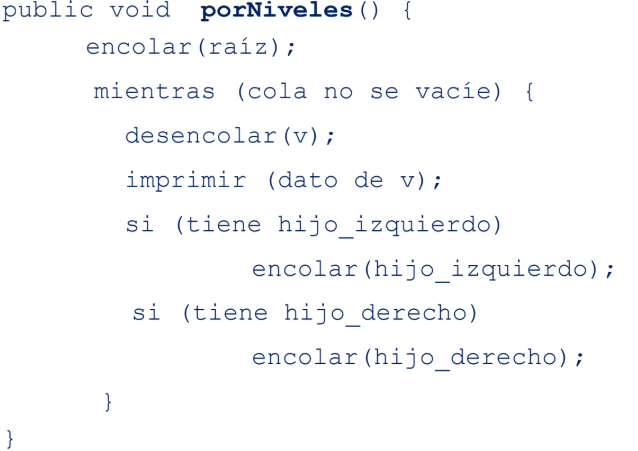 public void porNiveles() {
encolar(raíz);
mientras (cola no se vacíe) {
desencolar(v);
imprimir (dato de v);
si (tiene hijo_izquierdo)
encolar(hijo_izquierdo);
si (tiene hijo_derecho)
encolar(hijo_derecho);
}
}